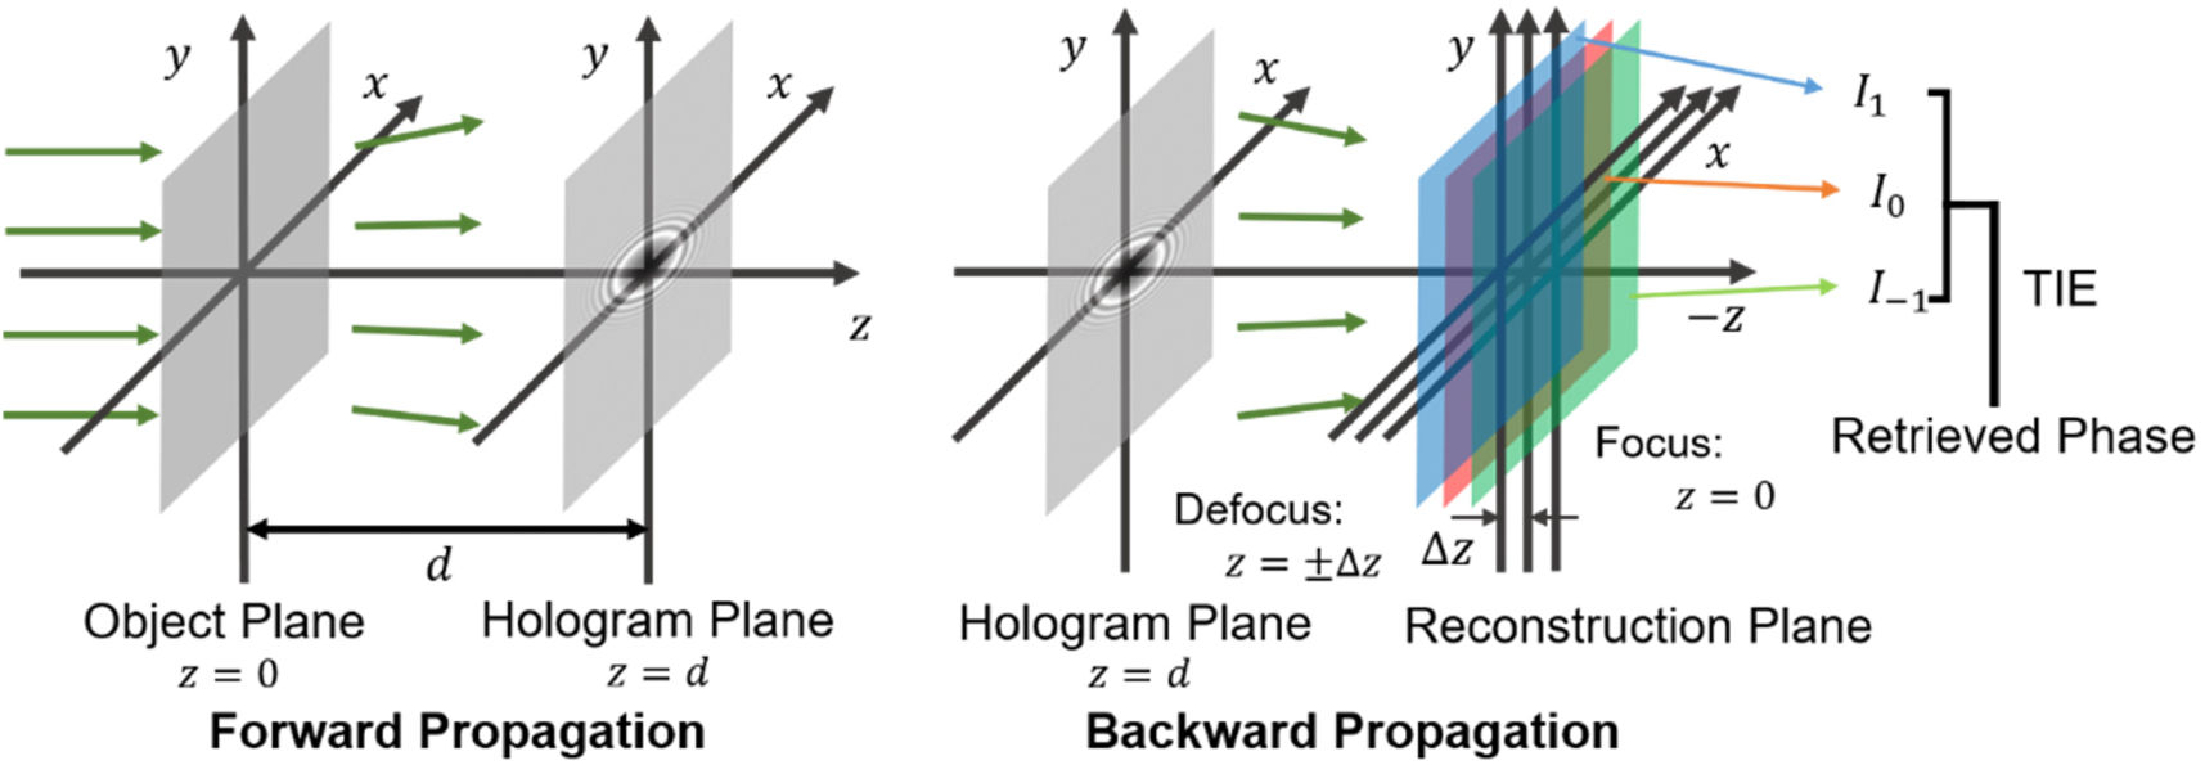 y
x
y
x
z
d
Object Plane
z = 0
Hologram Plane
z = d
Forward Propagation
y
x
y
x
I₁
I₀
I₋₁
TIE
−z
Retrieved Phase
Focus:
z = 0
Defocus:
z = ±Δz
Δz
Hologram Plane
z = d
Reconstruction Plane
Backward Propagation